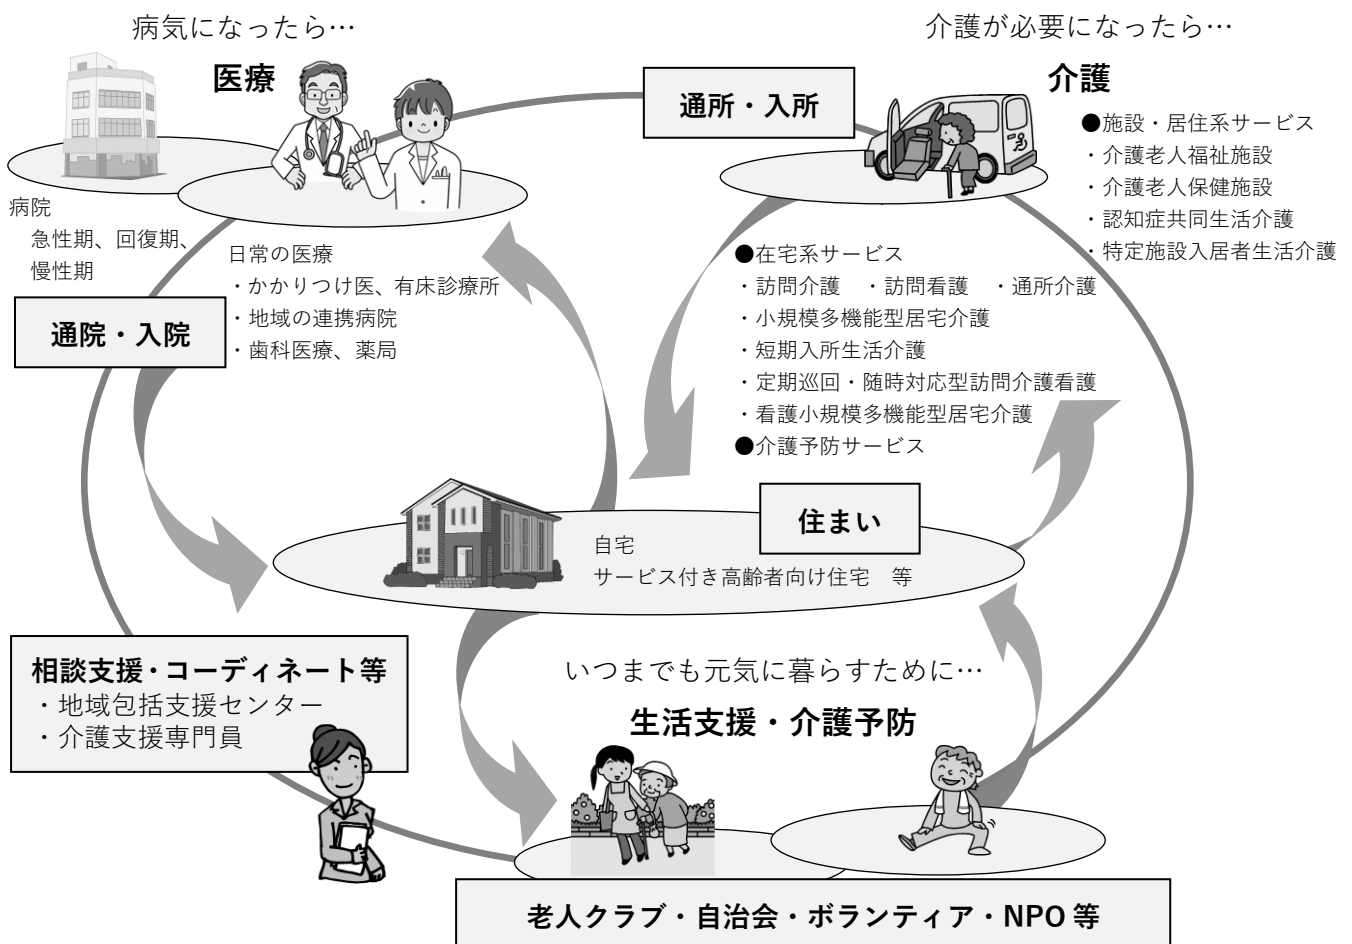 病気になったら…
医療
病院
急性期、回復期、
慢性期
日常の医療
・かかりつけ医、有床診療所
・地域の連携病院
・歯科医療、薬局
通院・入院
通所・入所
介護が必要になったら…
介護
●施設・居住系サービス
・介護老人福祉施設
・介護老人保健施設
・認知症共同生活介護
・特定施設入居者生活介護
●在宅系サービス
・訪問介護　・訪問看護　・通所介護
・小規模多機能型居宅介護
・短期入所生活介護
・定期巡回・随時対応型訪問介護看護
・看護小規模多機能型居宅介護
●介護予防サービス
住まい
自宅
サービス付き高齢者向け住宅　等
相談支援・コーディネート等
・地域包括支援センター
・介護支援専門員
いつまでも元気に暮らすために…
生活支援・介護予防
老人クラブ・自治会・ボランティア・NPO 等